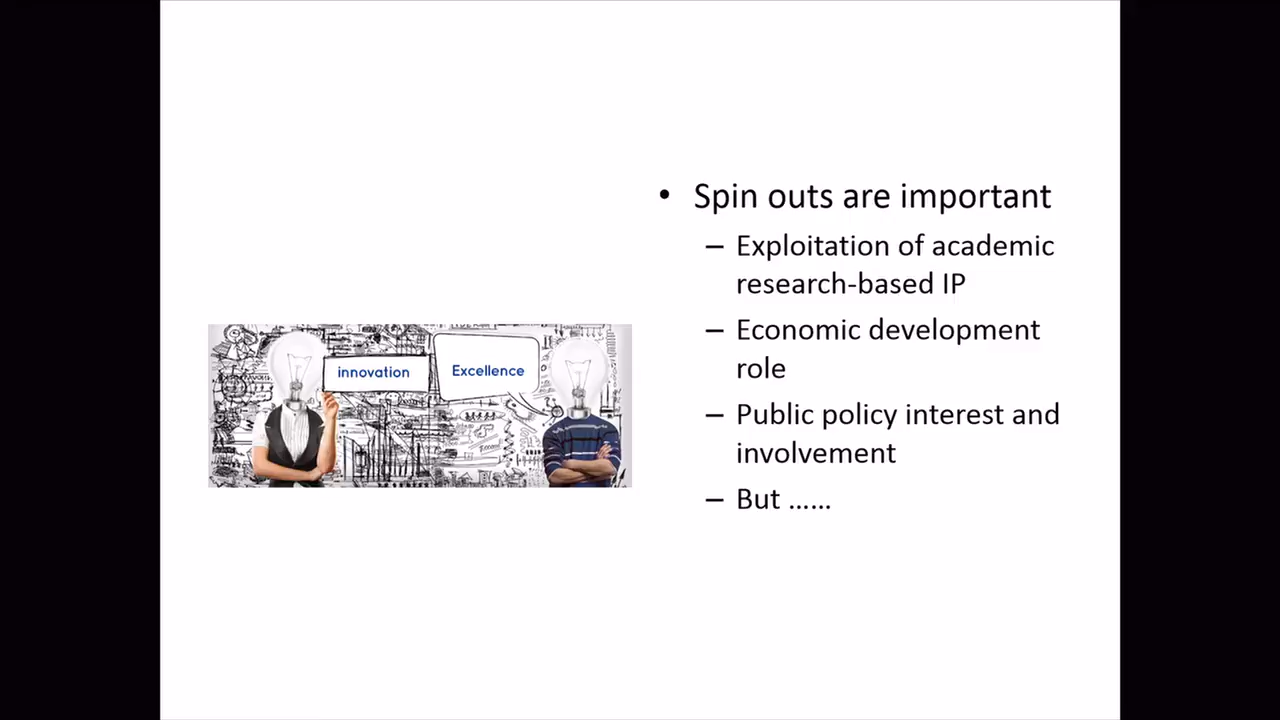 • Spin outs are important
– Exploitation of academic
research-based IP
– Economic development
role
– Public policy interest and
involvement
– But ......
innovation
Excellence